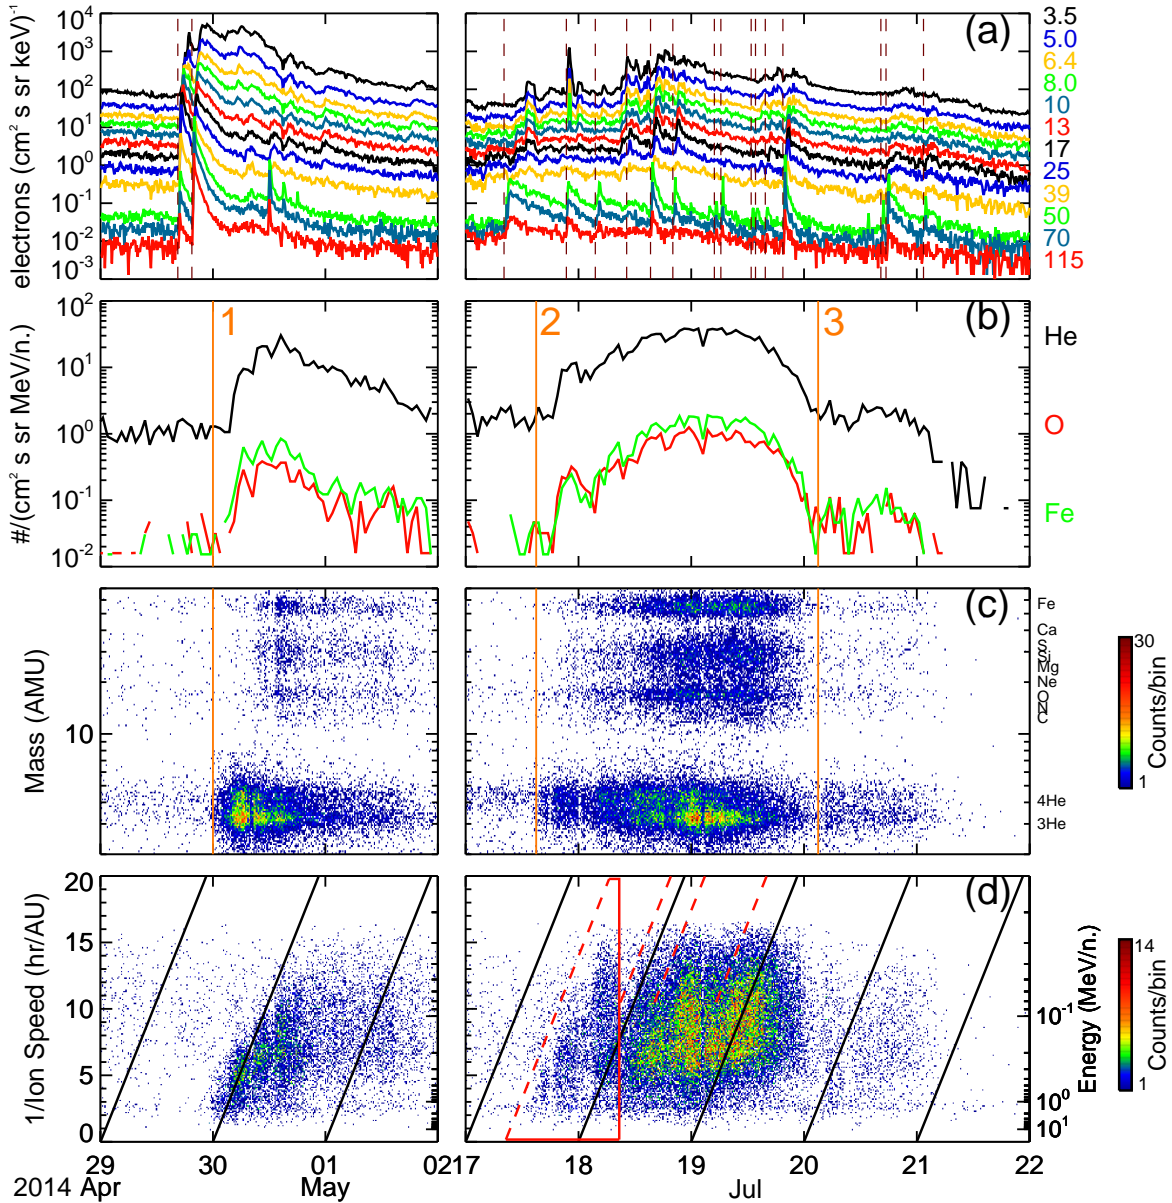 electrons (cm² s sr keV)⁻¹
10⁴
10³
10²
10¹
10⁰
10⁻¹
10⁻²
10⁻³
(a)
3.5
5.0
6.4
8.0
10
13
17
25
39
50
70
115
#/(cm² s sr MeV/n.)
10²
10¹
10⁰
10⁻¹
10⁻²
1
2
3
(b)
He
O
Fe
Mass (AMU)
10
(c)
Fe
Ca
S
Si
Mg
Ne
O
N
C
4He
3He
30
1
Counts/bin
1/Ion Speed (hr/AU)
20
15
10
5
0
(d)
10⁻¹
10⁰
10¹
Energy (MeV/n.)
14
1
Counts/bin
29 30 01 02 17 18 19 20 21 22
2014 Apr May Jul